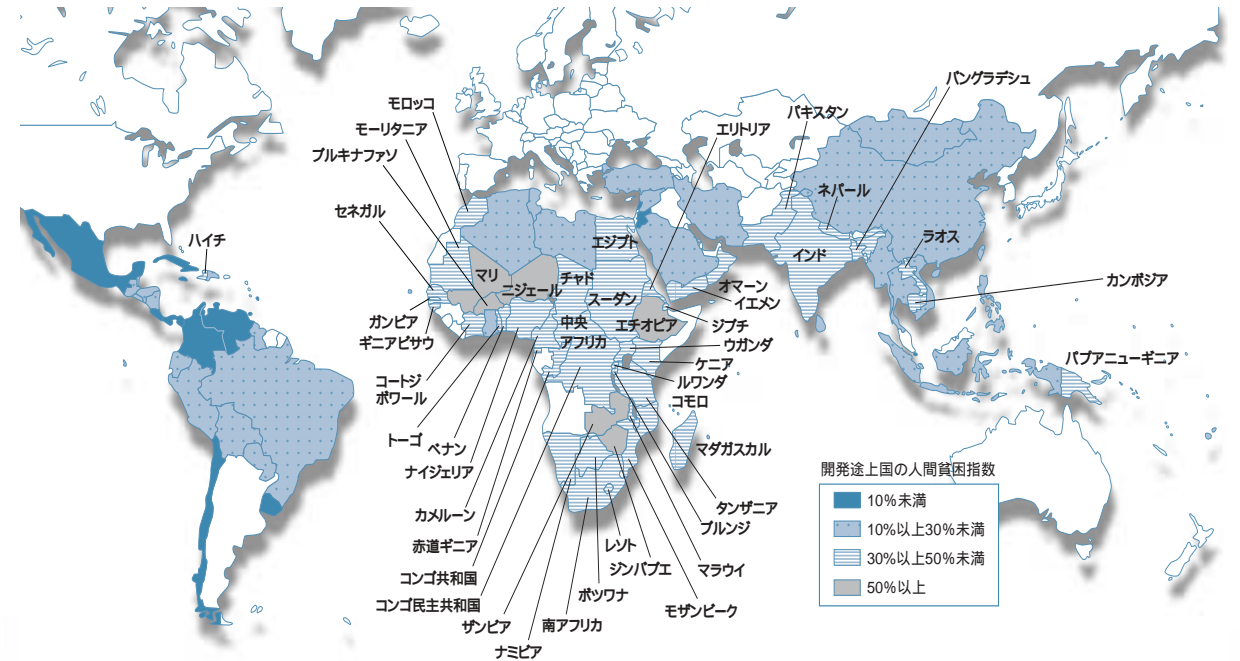 バングラデシュ
モロッコ
パキスタン
モーリタニア
エリトリア
ブルキナファソ
ネパール
セネガル
ハイチ
エジプト
ラオス
インド
マリ
チャド
カンボジア
ニジェール
オマーン
スーダン
イエメン
ガンビア
中央
アフリカ
エチオピア
ジブチ
ギニアビサウ
ウガンダ
パプアニューギニア
ケニア
コートジ
ボワール
ルワンダ
コモロ
トーゴ
ベナン
マダガスカル
ナイジェリア
開発途上国の人間貧困指数
10%未満
10%以上30%未満
30%以上50%未満
50%以上
カメルーン
タンザニア
ブルンジ
赤道ギニア
レソト
ジンバブエ
マラウイ
コンゴ共和国
ボツワナ
コンゴ民主共和国
モザンビーク
ザンビア
南アフリカ
ナミビア